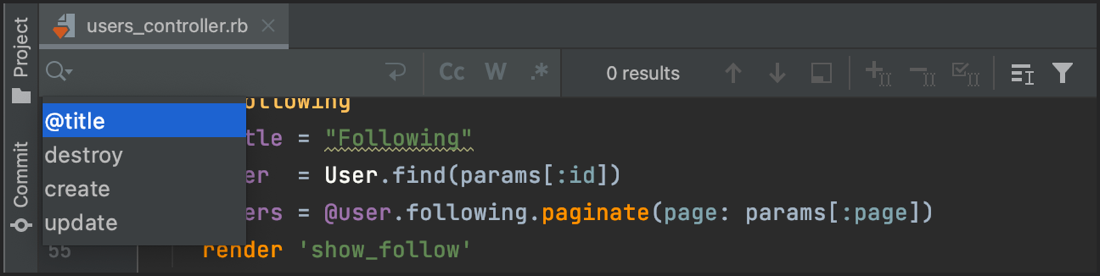 Project
Commit
users_controller.rb
Cc W .* 0 results
@title
destroy
create
update
ollowing
tle = "Following"
er = User.find(params[:id])
ers = @user.following.paginate(page: params[:page])
55 render 'show_follow'